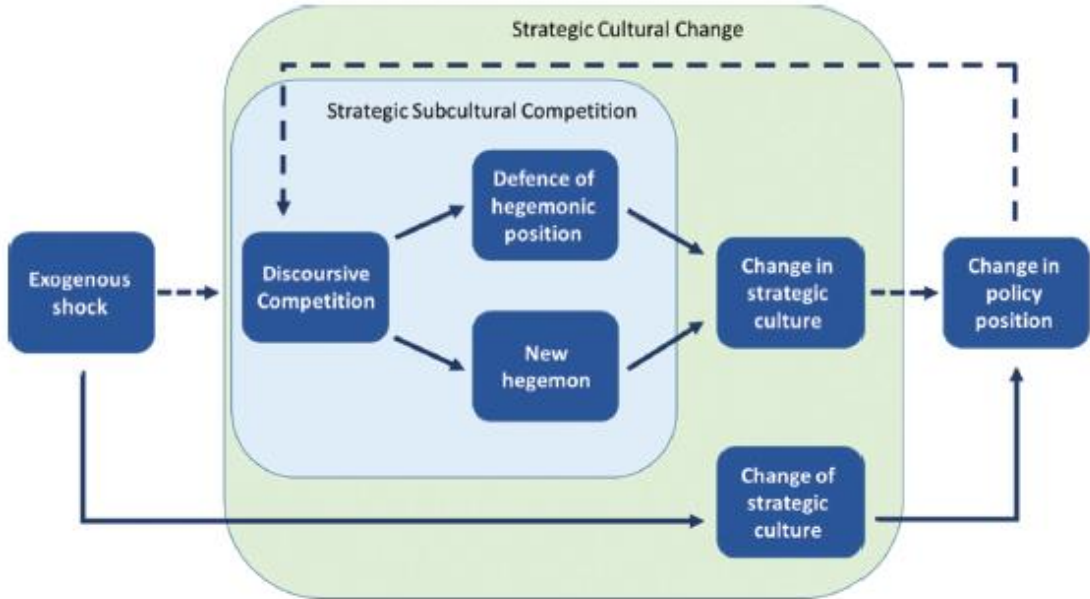 Strategic Cultural Change
Strategic Subcultural Competition
Exogenous
shock
Discoursive
Competition
Defence of
hegemonic
position
New
hegemon
Change in
strategic
culture
Change in
policy
position
Change of
strategic
culture